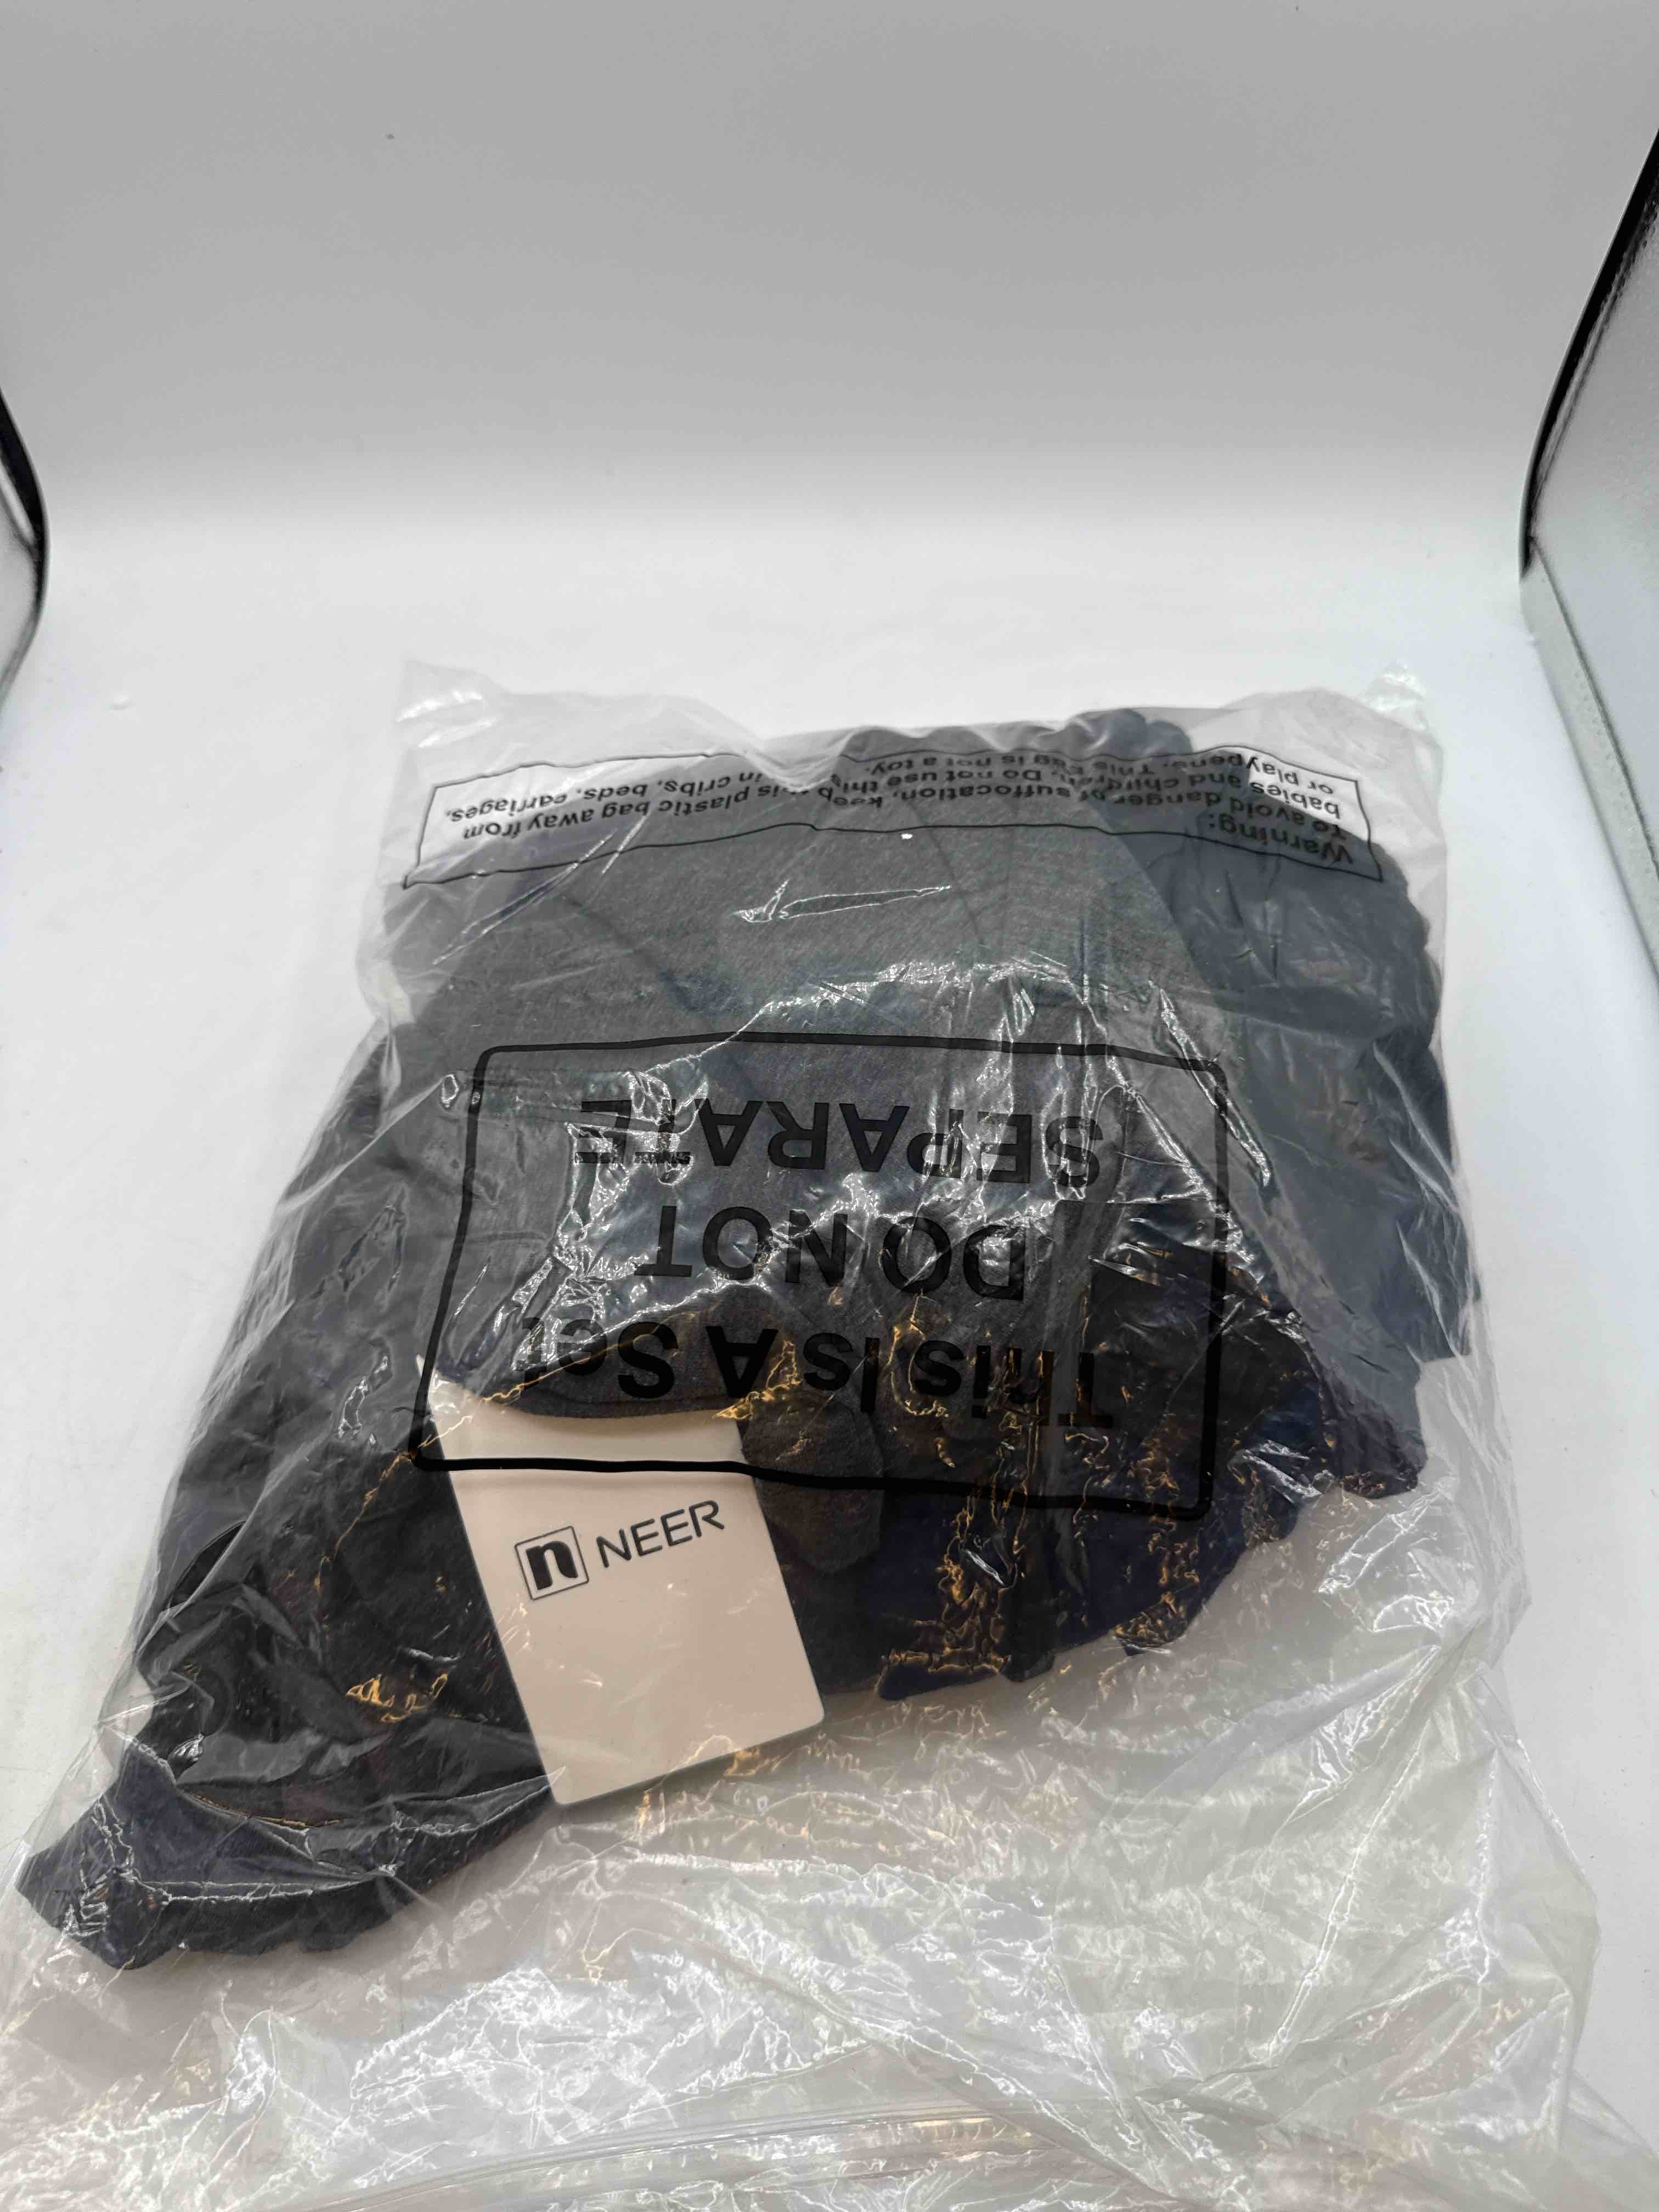 Warning:
To avoid danger of suffocation, keep this plastic bag away from
babies and children. Do not use this in cribs, beds, carriages,
or playpens. This bag is not a toy.
This Is A Set
DO NOT
SEPARATE
n NEER